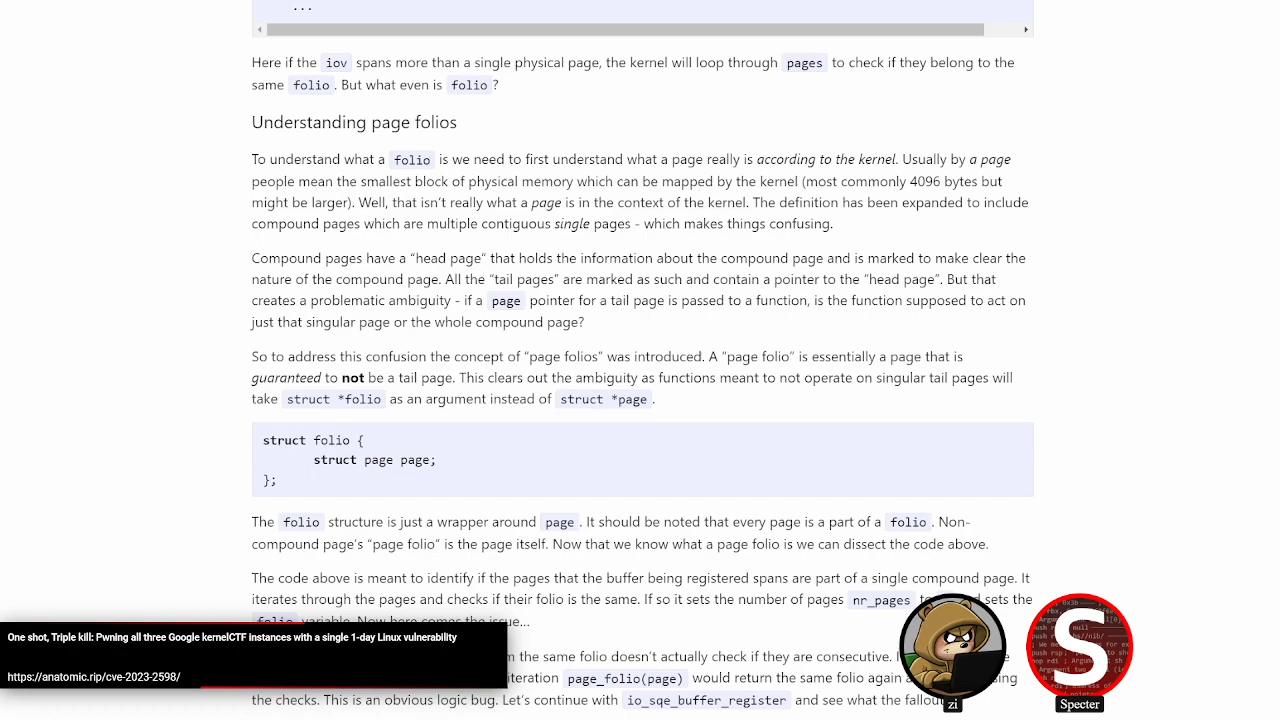 ...
Here if the iov spans more than a single physical page, the kernel will loop through pages to check if they belong to the
same folio. But what even is folio?
Understanding page folios
To understand what a folio is we need to first understand what a page really is according to the kernel. Usually by a page
people mean the smallest block of physical memory which can be mapped by the kernel (most commonly 4096 bytes but
might be larger). Well, that isn't really what a page is in the context of the kernel. The definition has been expanded to include
compound pages which are multiple contiguous single pages - which makes things confusing.
Compound pages have a "head page" that holds the information about the compound page and is marked to make clear the
nature of the compound page. All the "tail pages" are marked as such and contain a pointer to the "head page". But that
creates a problematic ambiguity - if a page pointer for a tail page is passed to a function, is the function supposed to act on
just that singular page or the whole compound page?
So to address this confusion the concept of "page folios" was introduced. A "page folio" is essentially a page that is
guaranteed to not be a tail page. This clears out the ambiguity as functions meant to not operate on singular tail pages will
take struct *folio as an argument instead of struct *page.
struct folio {
struct page page;
};
The folio structure is just a wrapper around page. It should be noted that every page is a part of a folio. Non-
compound page's "page folio" is the page itself. Now that we know what a page folio is we can dissect the code above.
The code above is meant to identify if the pages that the buffer being registered spans are part of a single compound page. It
iterates through the pages and checks if their folio is the same. If so it sets the number of pages nr_pages sets the
variable. Now here comes the issue...
the same folio doesn't actually check if they are consecutive.
iteration page_folio(page) would return the same folio again
the checks. This is an obvious logic bug. Let's continue with io_sqe_buffer_register and see what the fallout
One shot, Triple kill: Pwning all three Google kernelCTF instances with a single 1-day Linux vulnerability
https://anatomic.rip/cve-2023-2598/
zi
S
Specter